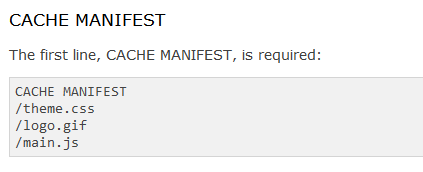 CACHE MANIFEST
The first line, CACHE MANIFEST, is required:
CACHE MANIFEST
/theme.css
/logo.gif
/main.js